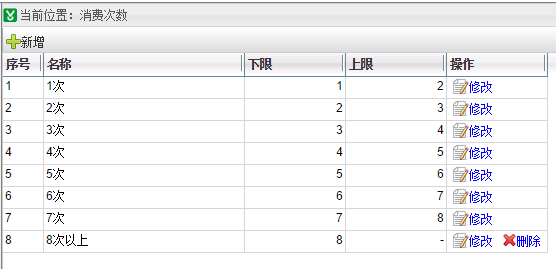 当前位置：消费次数
新增
序号 名称 下限 上限 操作
1 1次 1 2 修改
2 2次 2 3 修改
3 3次 3 4 修改
4 4次 4 5 修改
5 5次 5 6 修改
6 6次 6 7 修改
7 7次 7 8 修改
8 8次以上 8 - 修改 删除